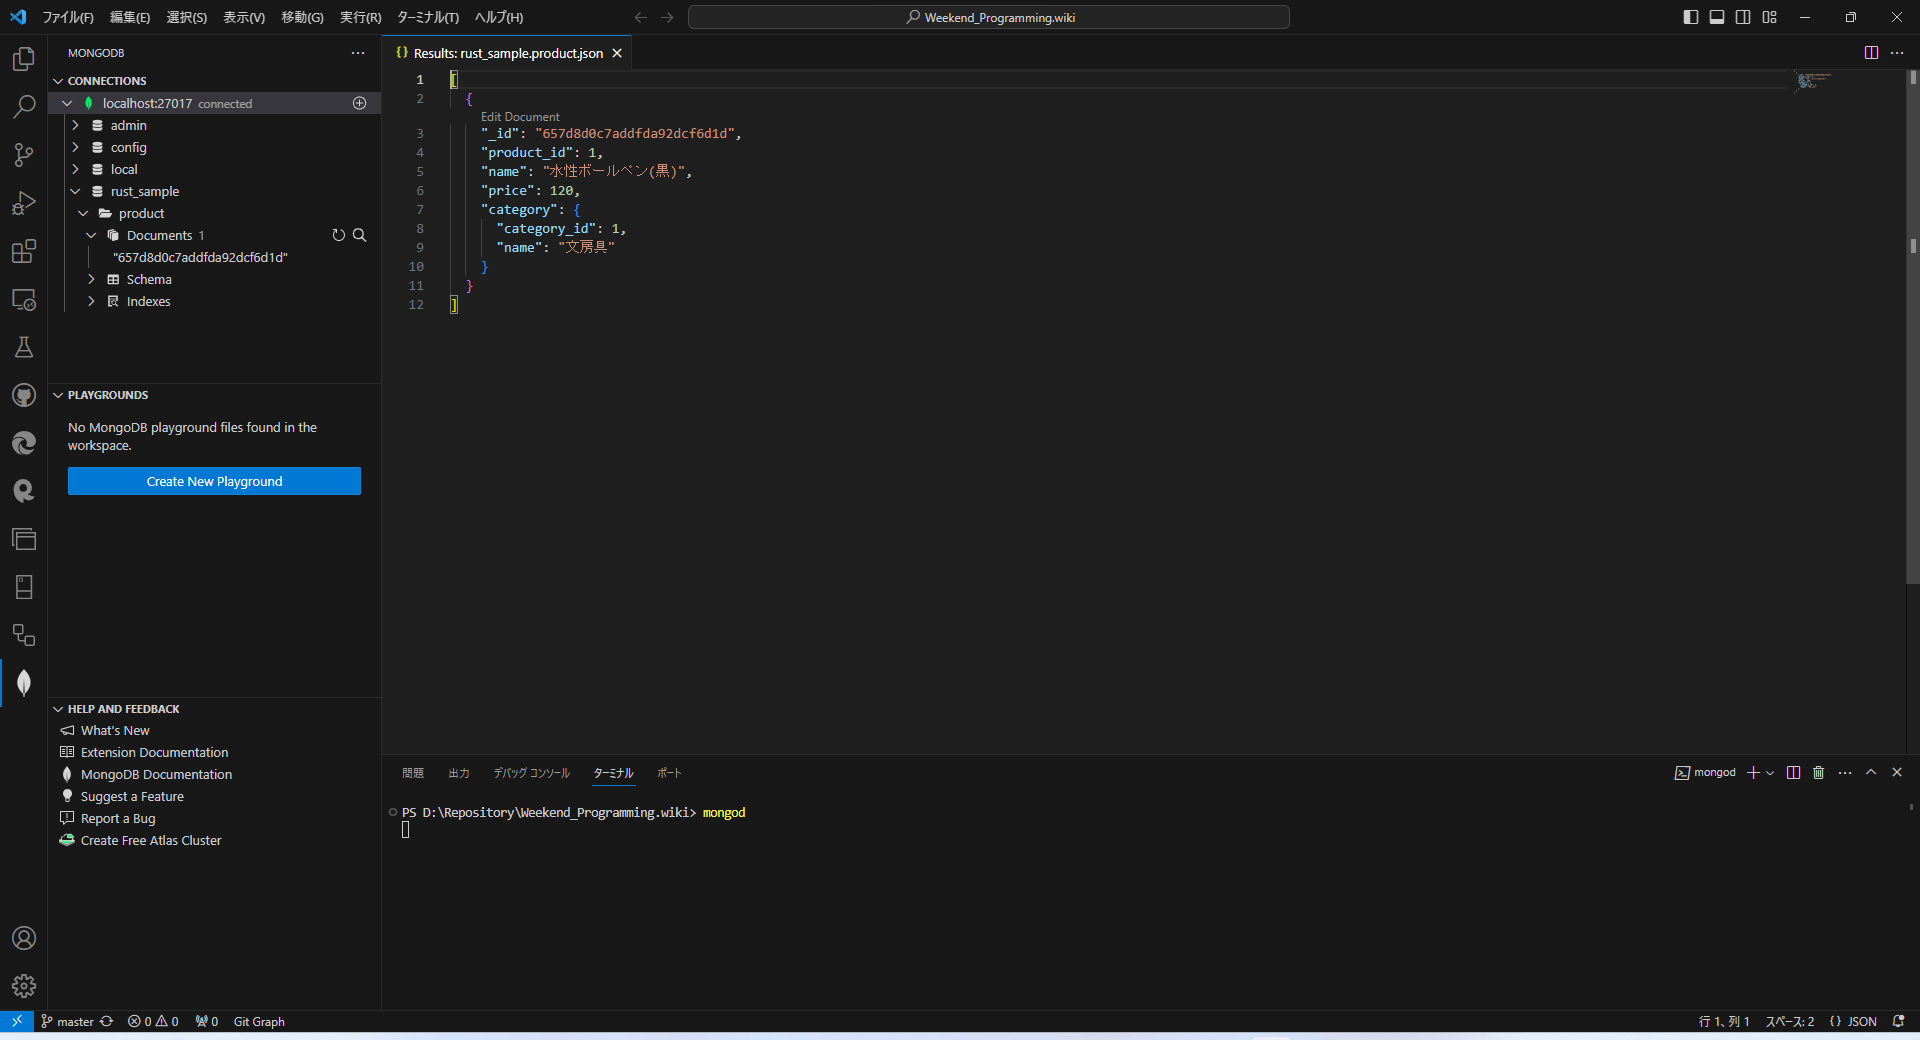 ファイル(F) 編集(E) 選択(S) 表示(V) 移動(G) 実行(R) ターミナル(T) ヘルプ(H) Weekend_Programming.wiki
MONGODB
CONNECTIONS
localhost:27017 connected
admin
config
local
rust_sample
product
Documents 1
"657d8d0c7addfda92dcf6d1d"
Schema
Indexes
PLAYGROUNDS
No MongoDB playground files found in the
workspace.
Create New Playground
HELP AND FEEDBACK
What's New
Extension Documentation
MongoDB Documentation
Suggest a Feature
Report a Bug
Create Free Atlas Cluster
{} Results: rust_sample.product.json
1 [
2 {
Edit Document
3 "_id": "657d8d0c7addfda92dcf6d1d",
4 "product_id": 1,
5 "name": "水性ボールペン(黒)",
6 "price": 120,
7 "category": {
8 "category_id": 1,
9 "name": "文房具"
10 }
11 }
12 ]
問題 出力 デバッグ コンソール ターミナル ポート mongod
PS D:\Repository\Weekend_Programming.wiki> mongod
master 0 0 0 Git Graph 行 1、列 1 スペース: 2 {} JSON